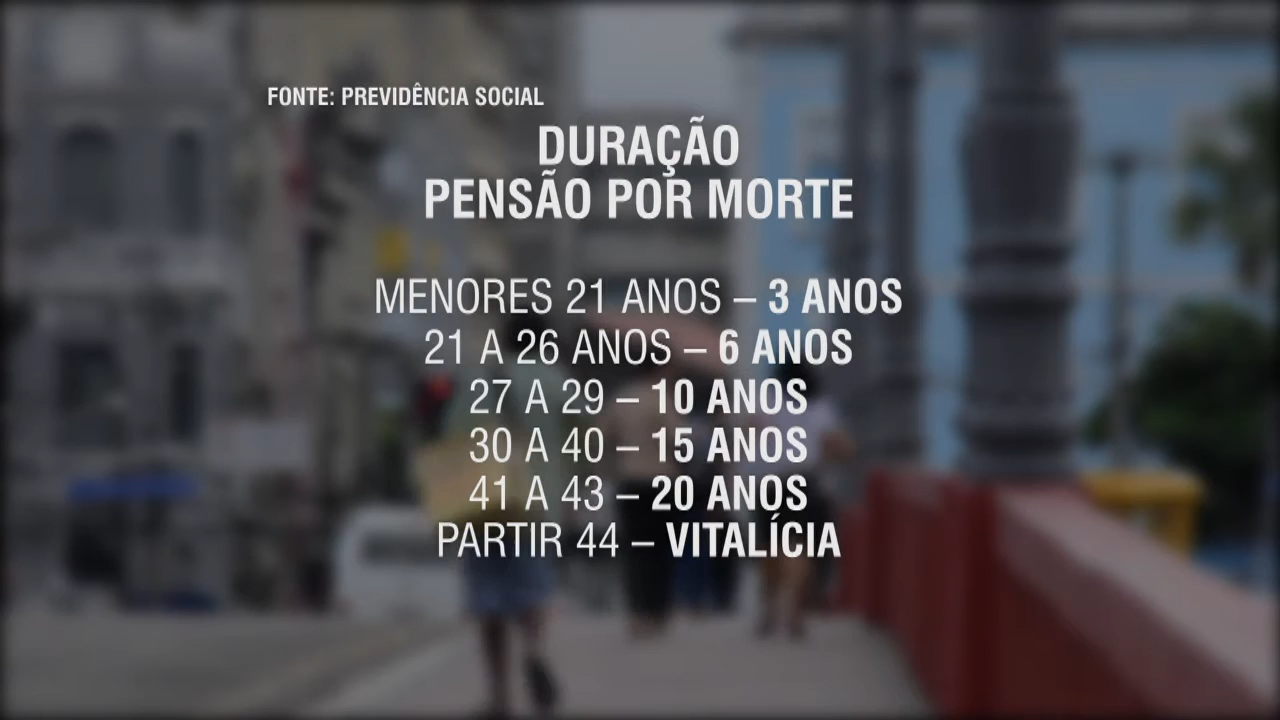 FONTE: PREVIDÊNCIA SOCIAL
DURAÇÃO
PENSÃO POR MORTE
MENORES 21 ANOS – 3 ANOS
21 A 26 ANOS – 6 ANOS
27 A 29 – 10 ANOS
30 A 40 – 15 ANOS
41 A 43 – 20 ANOS
PARTIR 44 – VITALÍCIA